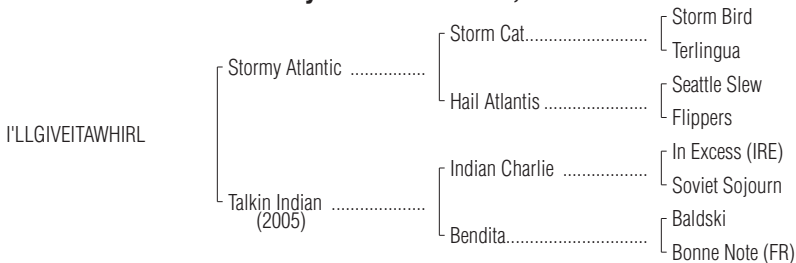 Storm Bird
Storm Cat..............................
Terlingua
Stormy Atlantic ..................
Seattle Slew
Hail Atlantis .........................
Flippers
I'LLGIVEITAWHIRL
In Excess (IRE)
Indian Charlie .....................
Soviet Sojourn
Talkin Indian .......................
(2005)
Baldski
Bendita...................................
Bonne Note (FR)